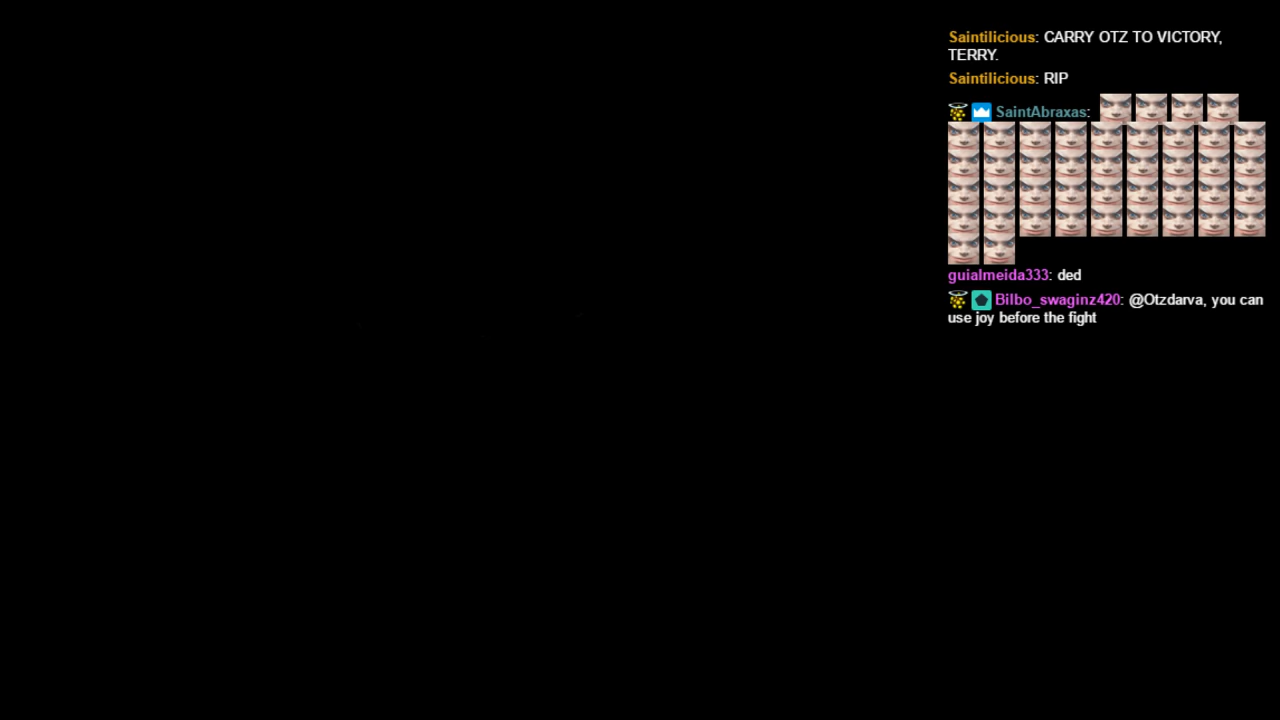 Saintilicious: CARRY OTZ TO VICTORY,
TERRY.
Saintilicious: RIP
SaintAbraxas:
guialmeida333: ded
Bilbo_swaginz420: @Otzdarva, you can
use joy before the fight